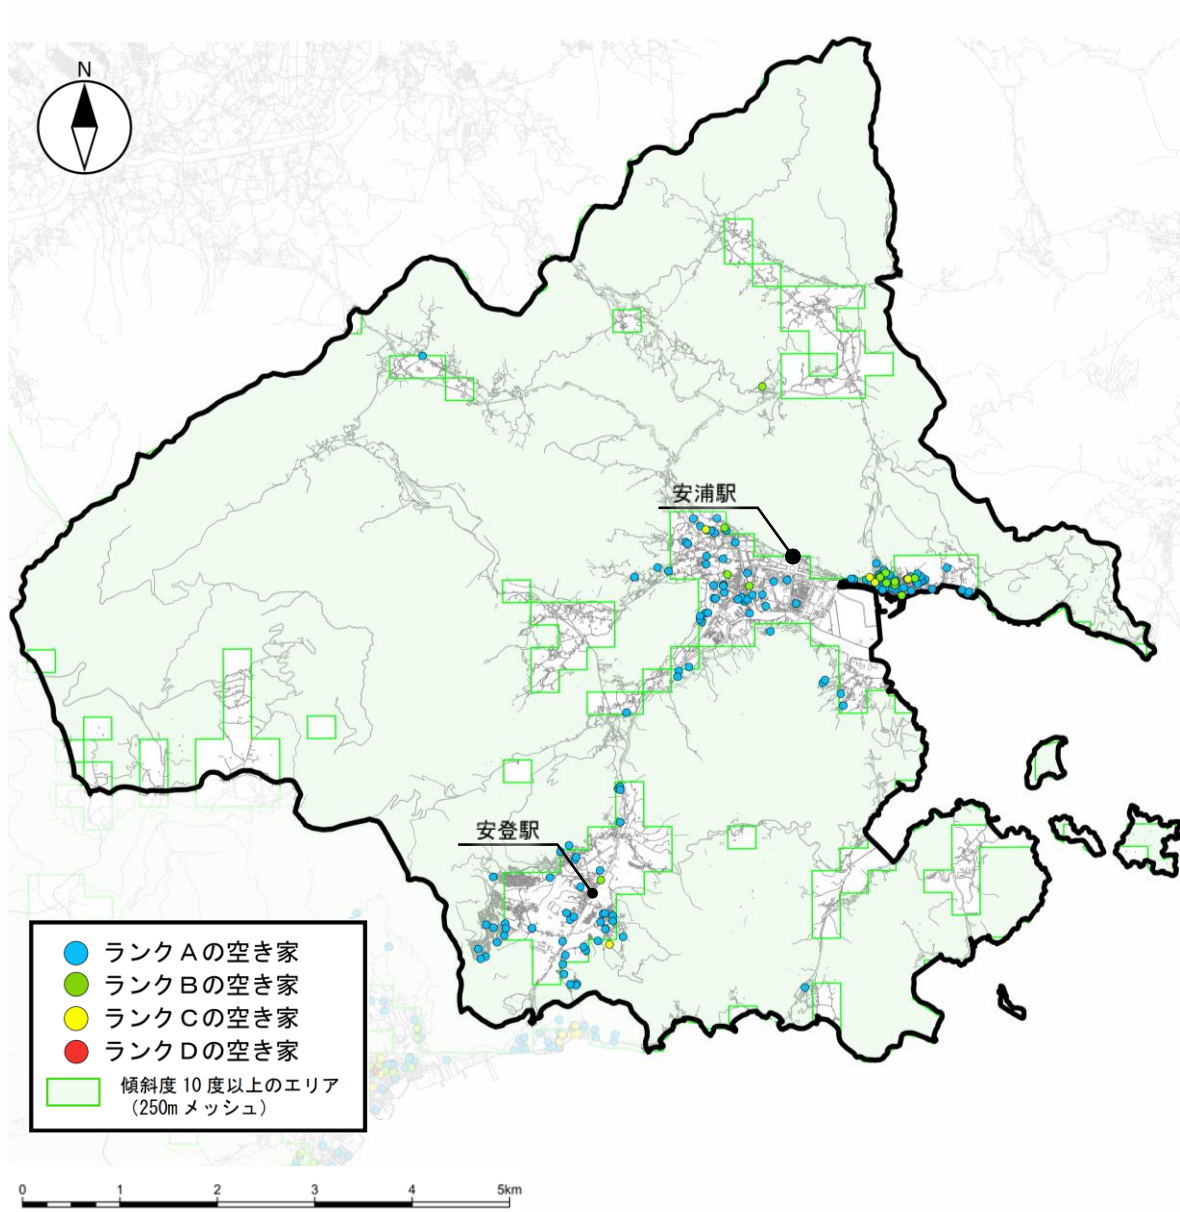 N
安浦駅
安登駅
ランクAの空き家
ランクBの空き家
ランクCの空き家
ランクDの空き家
傾斜度10度以上のエリア
(250mメッシュ)
0 1 2 3 4 5km